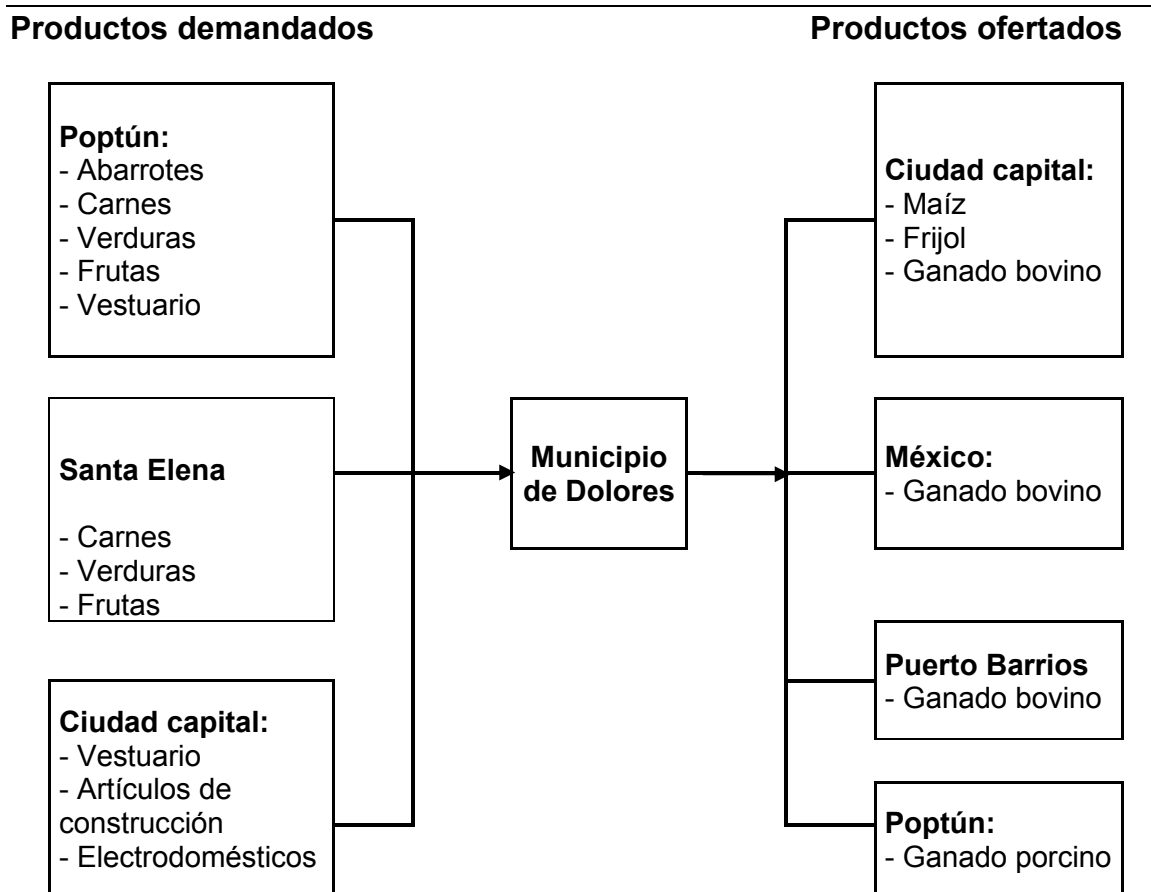 Productos demandados
Productos ofertados
Poptún:
- Abarrotes
- Carnes
- Verduras
- Frutas
- Vestuario
Santa Elena
- Carnes
- Verduras
- Frutas
Ciudad capital:
- Vestuario
- Artículos de
construcción
- Electrodomésticos
Municipio
de Dolores
Ciudad capital:
- Maíz
- Frijol
- Ganado bovino
México:
- Ganado bovino
Puerto Barrios
- Ganado bovino
Poptún:
- Ganado porcino